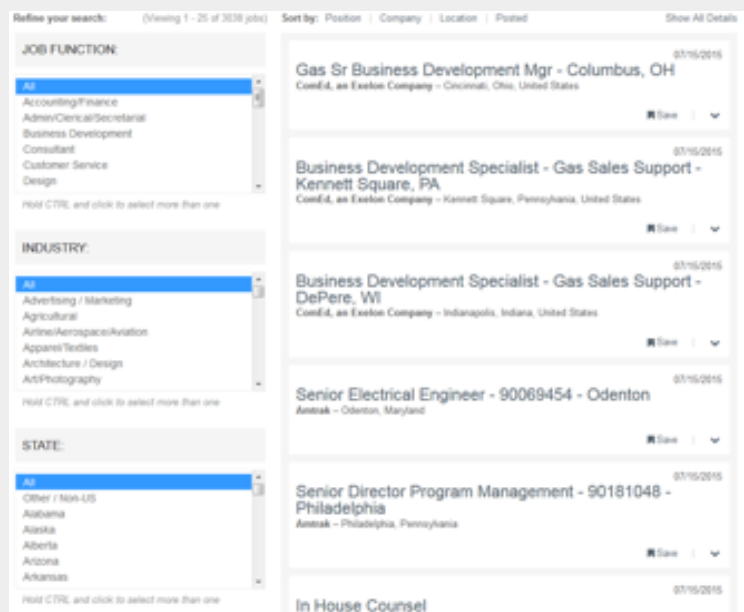 Refine your search: (Viewing 1 - 25 of 3038 jobs) Sort by: Position | Company | Location | Posted Show All Details
JOB FUNCTION:
All
Accounting/Finance
Admin/Clerical/Secretarial
Business Development
Consultant
Customer Service
Design
Hold CTRL and click to select more than one
INDUSTRY:
All
Advertising / Marketing
Agricultural
Airline/Aerospace/Aviation
Apparel/Textiles
Architecture / Design
Art/Photography
Hold CTRL and click to select more than one
STATE:
All
Other / Non-US
Alabama
Alaska
Alberta
Arizona
Arkansas
Hold CTRL and click to select more than one
07/15/2015
Gas Sr Business Development Mgr - Columbus, OH
ComEd, an Exelon Company – Cincinnati, Ohio, United States
Save |
07/15/2015
Business Development Specialist - Gas Sales Support -
Kennett Square, PA
ComEd, an Exelon Company – Kennett Square, Pennsylvania, United States
Save |
07/15/2015
Business Development Specialist - Gas Sales Support -
DePere, WI
ComEd, an Exelon Company – Indianapolis, Indiana, United States
Save |
07/15/2015
Senior Electrical Engineer - 90069454 - Odenton
Amtrak – Odenton, Maryland
Save |
07/15/2015
Senior Director Program Management - 90181048 -
Philadelphia
Amtrak – Philadelphia, Pennsylvania
Save |
07/15/2015
In House Counsel